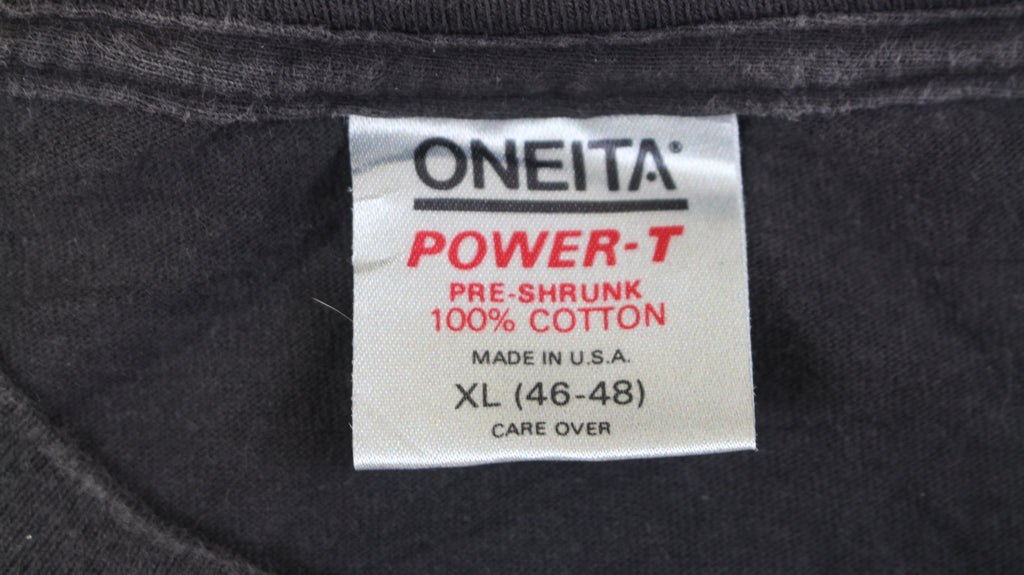 ONEITA®
POWER-T
PRE-SHRUNK
100% COTTON
MADE IN U.S.A.
XL (46-48)
CARE OVER